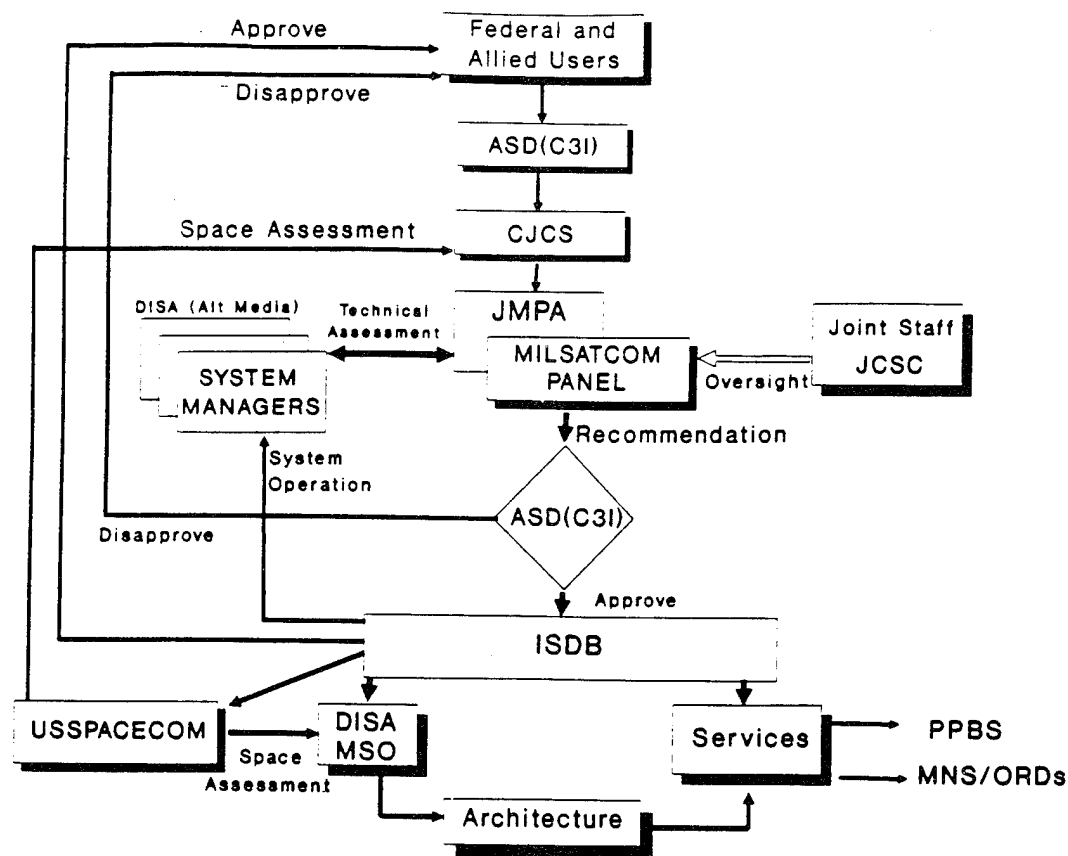 Approve
Federal and
Allied Users
Disapprove
ASD(C3I)
Space Assessment
CJCS
DISA (Alt Media)
Technical
Assessment
JMPA
MILSATCOM
PANEL
Joint Staff
JCSC
Oversight
SYSTEM
MANAGERS
Recommendation
System
Operation
ASD(C3I)
Disapprove
Approve
ISDB
USSPACECOM
Space
Assessment
DISA
MSO
Services
PPBS
MNS/ORDs
Architecture